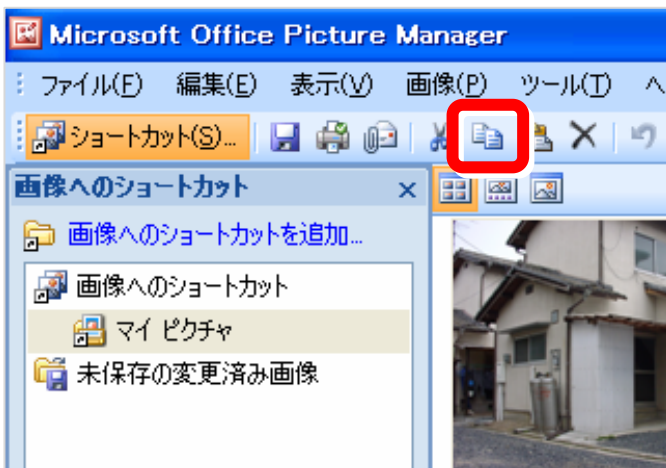 Microsoft Office Picture Manager
ファイル(F) 編集(E) 表示(V) 画像(P) ツール(T) ヘ
ショートカット(S)...
画像へのショートカット
画像へのショートカットを追加...
画像へのショートカット
マイ ピクチャ
未保存の変更済み画像